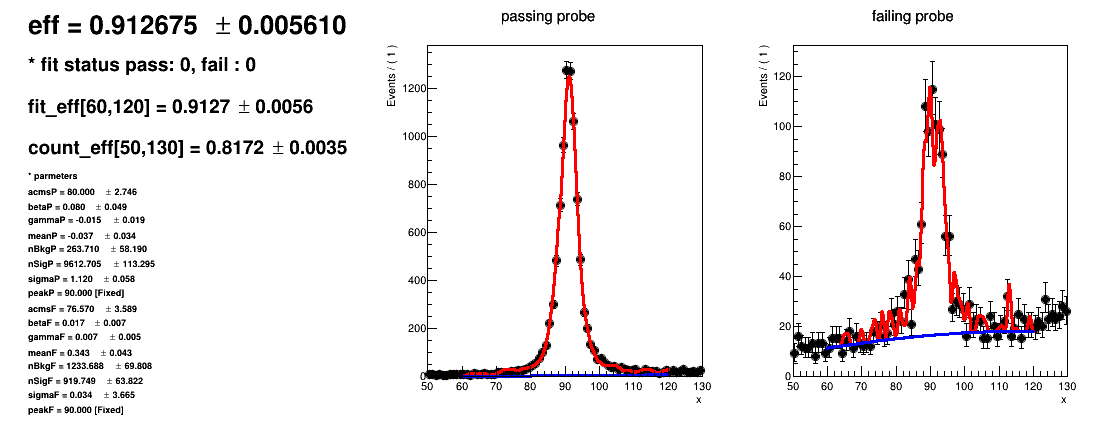 eff = 0.912675 ± 0.005610
* fit status pass: 0, fail : 0
fit_eff[60,120] = 0.9127 ± 0.0056
count_eff[50,130] = 0.8172 ± 0.0035
* parmeters
acmsP = 80.000 ± 2.746
betaP = 0.080 ± 0.049
gammaP = -0.015 ± 0.019
meanP = -0.037 ± 0.034
nBkgP = 263.710 ± 58.190
nSigP = 9612.705 ± 113.295
sigmaP = 1.120 ± 0.058
peakP = 90.000 [Fixed]
acmsF = 76.570 ± 3.589
betaF = 0.017 ± 0.007
gammaF = 0.007 ± 0.005
meanF = 0.343 ± 0.043
nBkgF = 1233.688 ± 69.808
nSigF = 919.749 ± 63.822
sigmaF = 0.034 ± 3.665
peakF = 90.000 [Fixed]
passing probe
Events / ( 1 )
1200
1000
800
600
400
200
0
50 60 70 80 90 100 110 120 130
x
failing probe
Events / ( 1 )
120
100
80
60
40
20
0
50 60 70 80 90 100 110 120 130
x